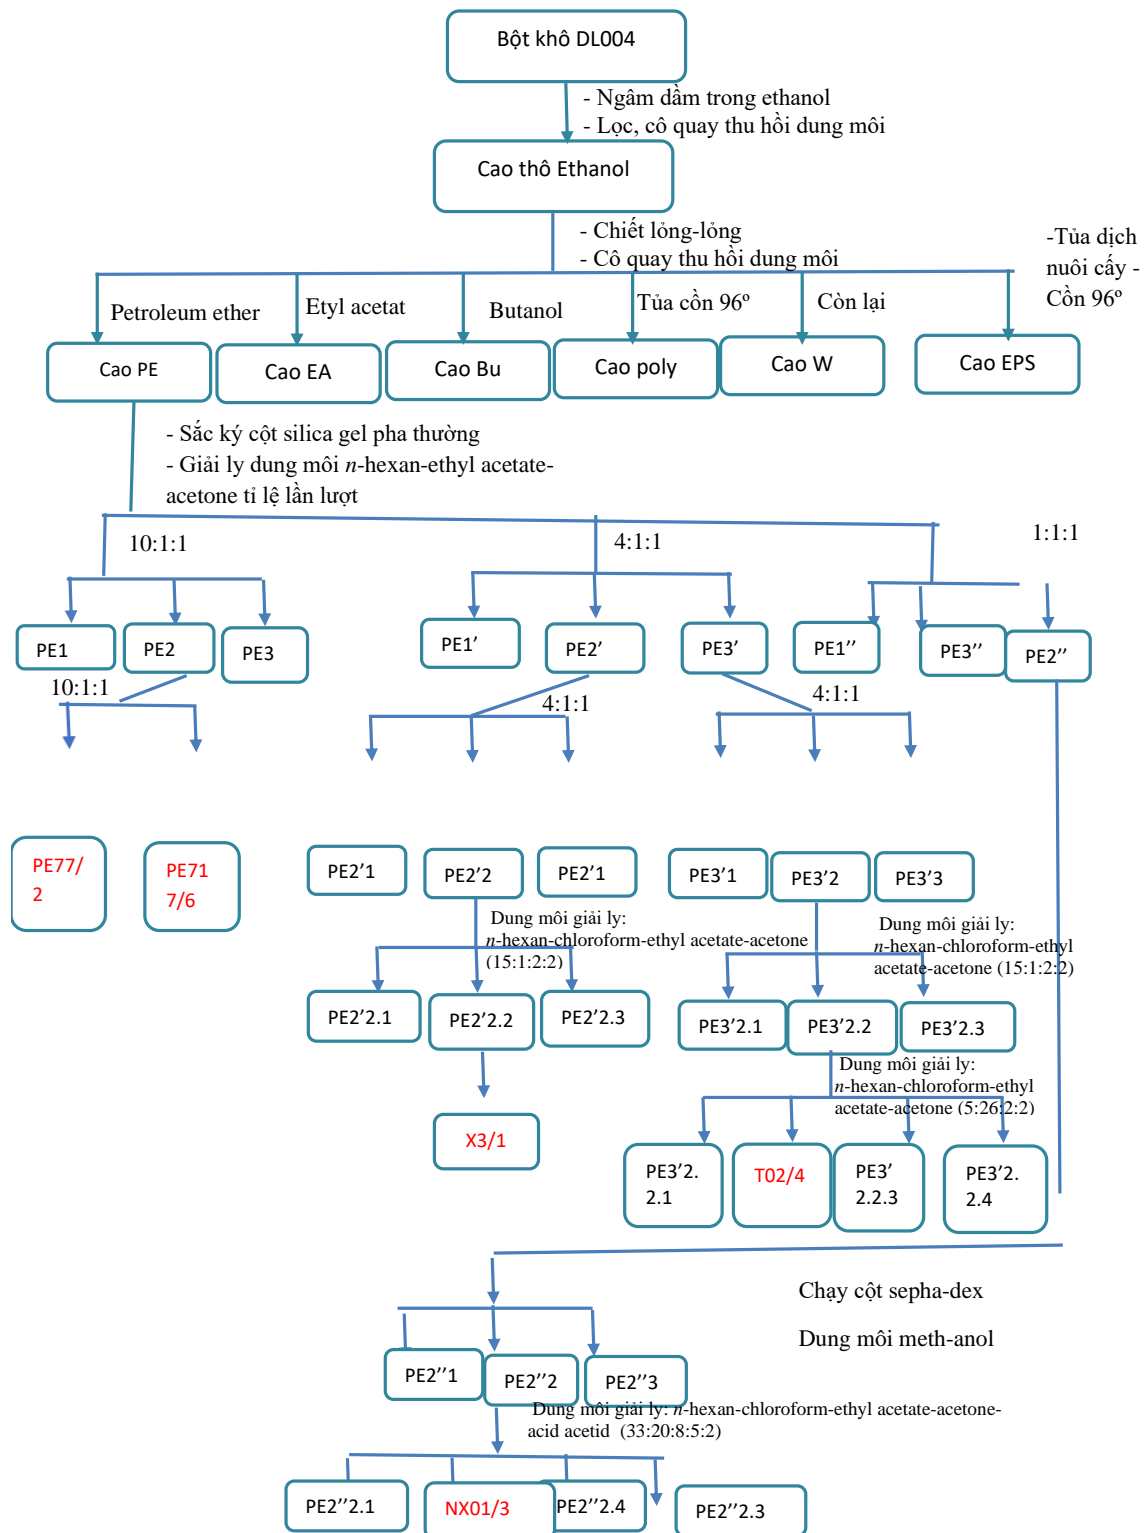 Bột khô DL004
- Ngâm dầm trong ethanol
- Lọc, cô quay thu hồi dung môi
Cao thô Ethanol
- Chiết lỏng-lỏng
- Cô quay thu hồi dung môi
-Tủa dịch
nuôi cấy -
Cồn 96º
Petroleum ether
Etyl acetat
Butanol
Tủa cồn 96º
Còn lại
Cao PE
Cao EA
Cao Bu
Cao poly
Cao W
Cao EPS
- Sắc ký cột silica gel pha thường
- Giải ly dung môi n-hexan-ethyl acetate-
acetone tỉ lệ lần lượt
10:1:1
4:1:1
1:1:1
PE1
PE2
PE3
PE1'
PE2'
PE3'
PE1''
PE3''
PE2''
10:1:1
4:1:1
4:1:1
PE77/
2
PE71
7/6
PE2'1
PE2'2
PE2'1
PE3'1
PE3'2
PE3'3
Dung môi giải ly:
n-hexan-chloroform-ethyl acetate-acetone
(15:1:2:2)
Dung môi giải ly:
n-hexan-chloroform-ethyl
acetate-acetone (15:1:2:2)
PE2'2.1
PE2'2.2
PE2'2.3
PE3'2.1
PE3'2.2
PE3'2.3
Dung môi giải ly:
n-hexan-chloroform-ethyl
acetate-acetone (5:26:2:2)
X3/1
PE3'2.
2.1
T02/4
PE3'
2.2.3
PE3'2.
2.4
Chạy cột sepha-dex
Dung môi meth-anol
PE2''1
PE2''2
PE2''3
Dung môi giải ly: n-hexan-chloroform-ethyl acetate-acetone-
acid acetid (33:20:8:5:2)
PE2''2.1
NX01/3
PE2''2.4
PE2''2.3